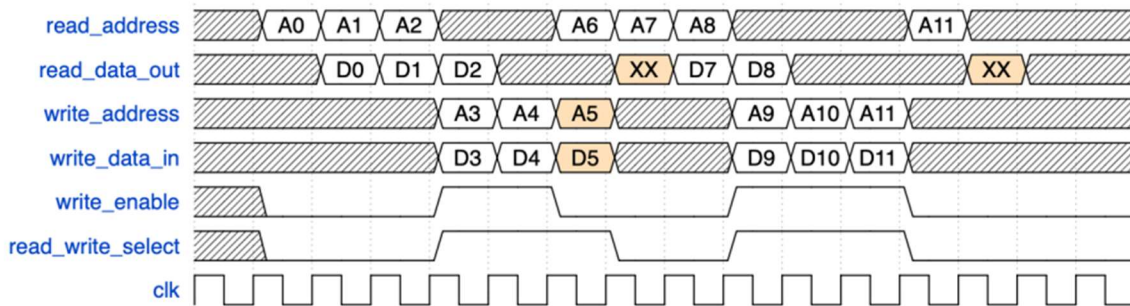 read_address A0 A1 A2 A6 A7 A8 A11
read_data_out D0 D1 D2 XX D7 D8 XX
write_address A3 A4 A5 A9 A10 A11
write_data_in D3 D4 D5 D9 D10 D11
write_enable
read_write_select
clk